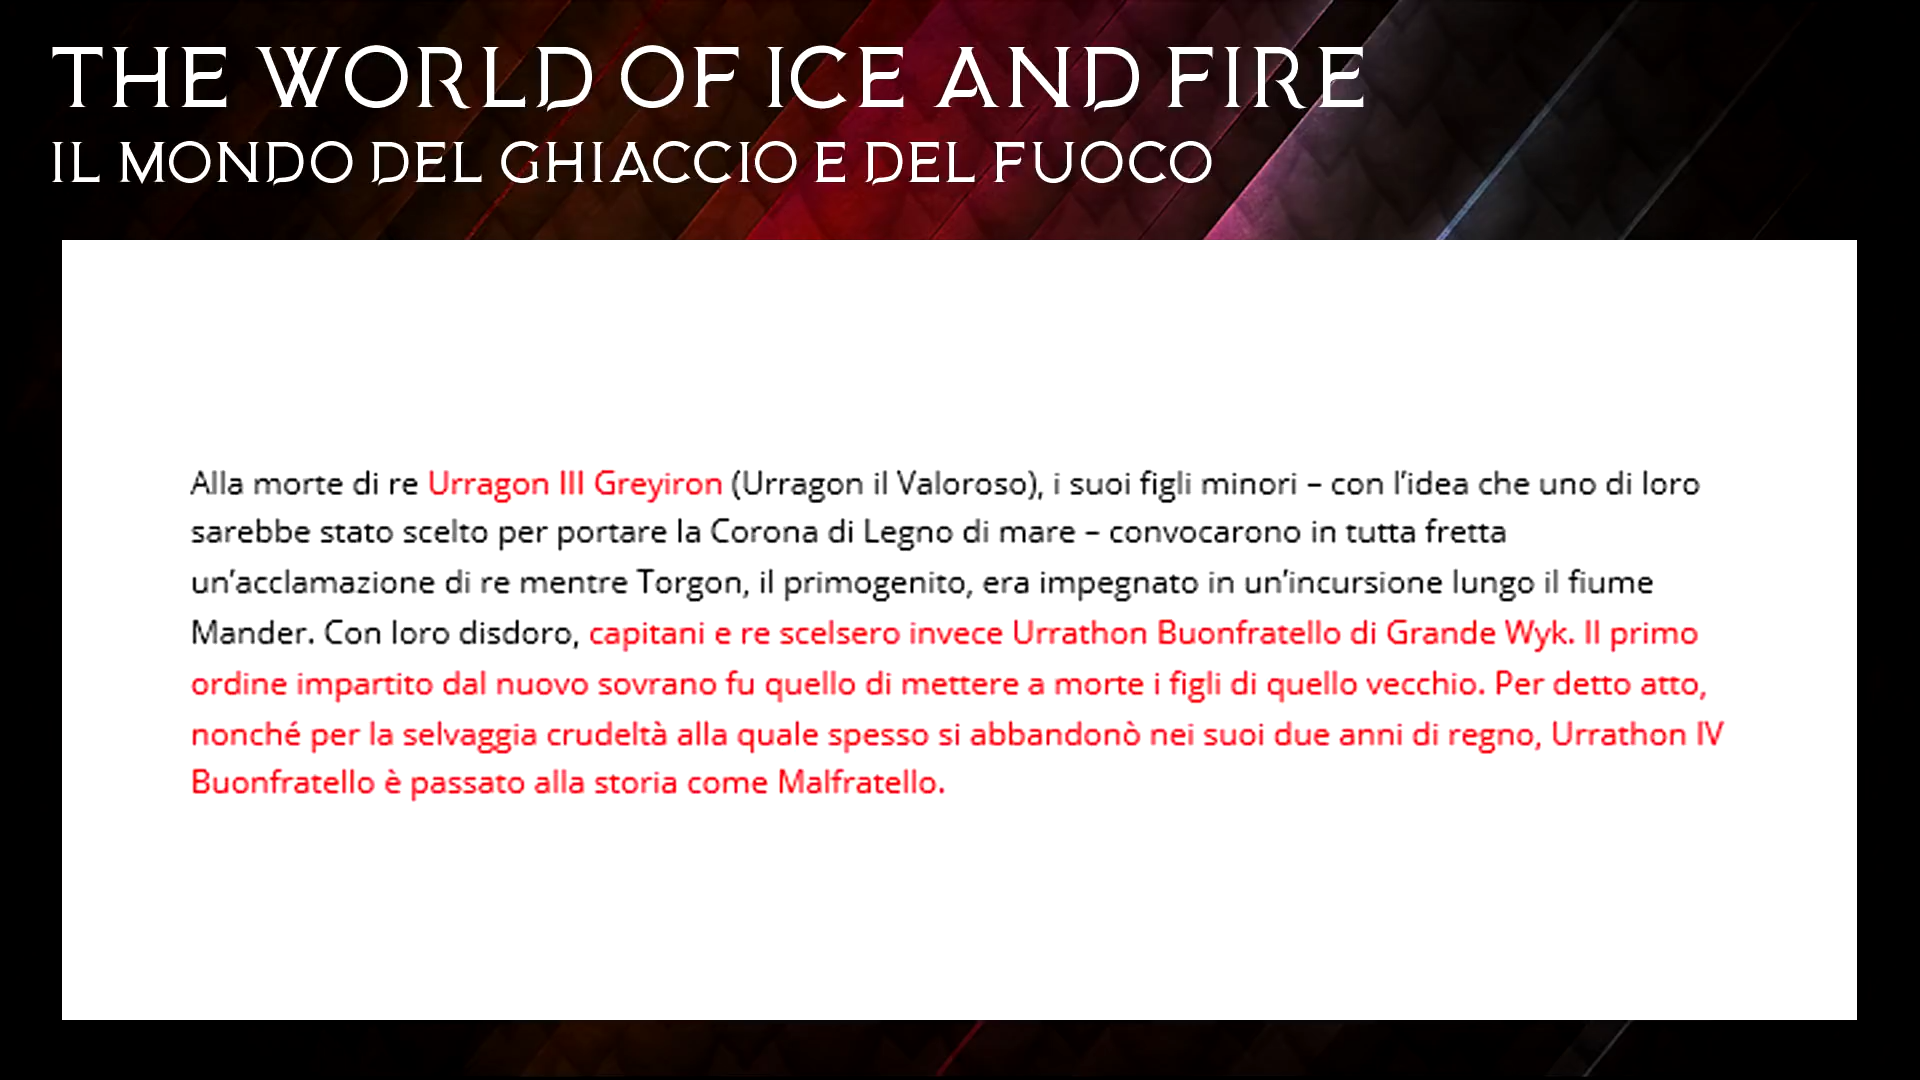 THE WORLD OF ICE AND FIRE
IL MONDO DEL GHIACCIO E DEL FUOCO
Alla morte di re Urragon III Greyiron (Urragon il Valoroso), i suoi figli minori – con l’idea che uno di loro
sarebbe stato scelto per portare la Corona di Legno di mare – convocarono in tutta fretta
un’acclamazione di re mentre Torgon, il primogenito, era impegnato in un’incursione lungo il fiume
Mander. Con loro disdoro, capitani e re scelsero invece Urrathon Buonfratello di Grande Wyk. Il primo
ordine impartito dal nuovo sovrano fu quello di mettere a morte i figli di quello vecchio. Per detto atto,
nonché per la selvaggia crudeltà alla quale spesso si abbandonò nei suoi due anni di regno, Urrathon IV
Buonfratello è passato alla storia come Malfratello.